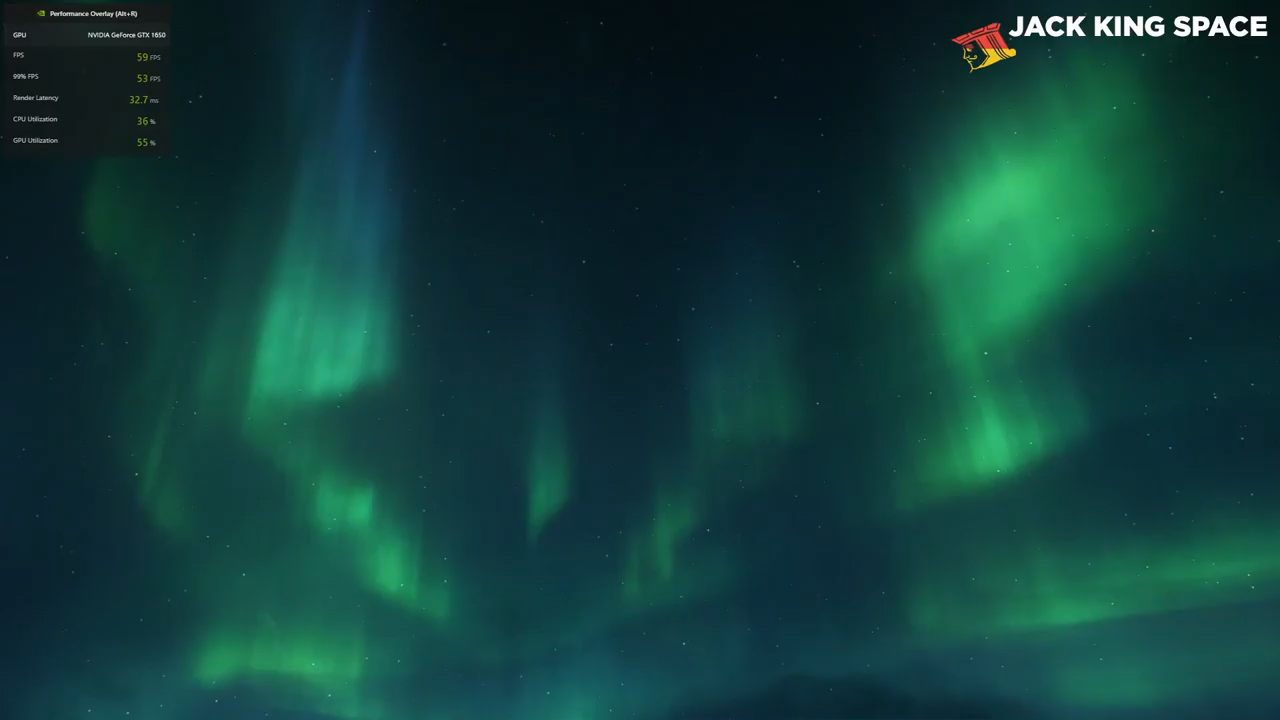 Performance Overlay (Alt+R)
GPU NVIDIA GeForce GTX 1650
FPS 59 FPS
99% FPS 53 FPS
Render Latency 32.7 ms
CPU Utilization 36 %
GPU Utilization 55 %
JACK KING SPACE